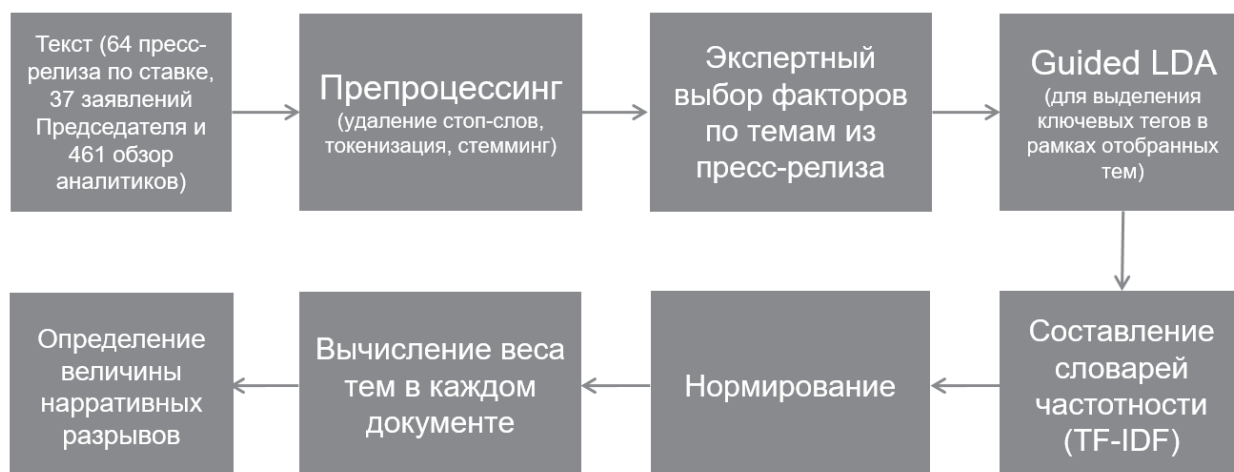 Текст (64 пресс-
релиза по ставке,
37 заявлений
Председателя и
461 обзор
аналитиков)
Препроцессинг
(удаление стоп-слов,
токенизация, стемминг)
Экспертный
выбор факторов
по темам из
пресс-релиза
Guided LDA
(для выделения
ключевых тегов в
рамках отобранных
тем)
Составление
словарей
частотности
(TF-IDF)
Нормирование
Вычисление веса
тем в каждом
документе
Определение
величины
нарративных
разрывов